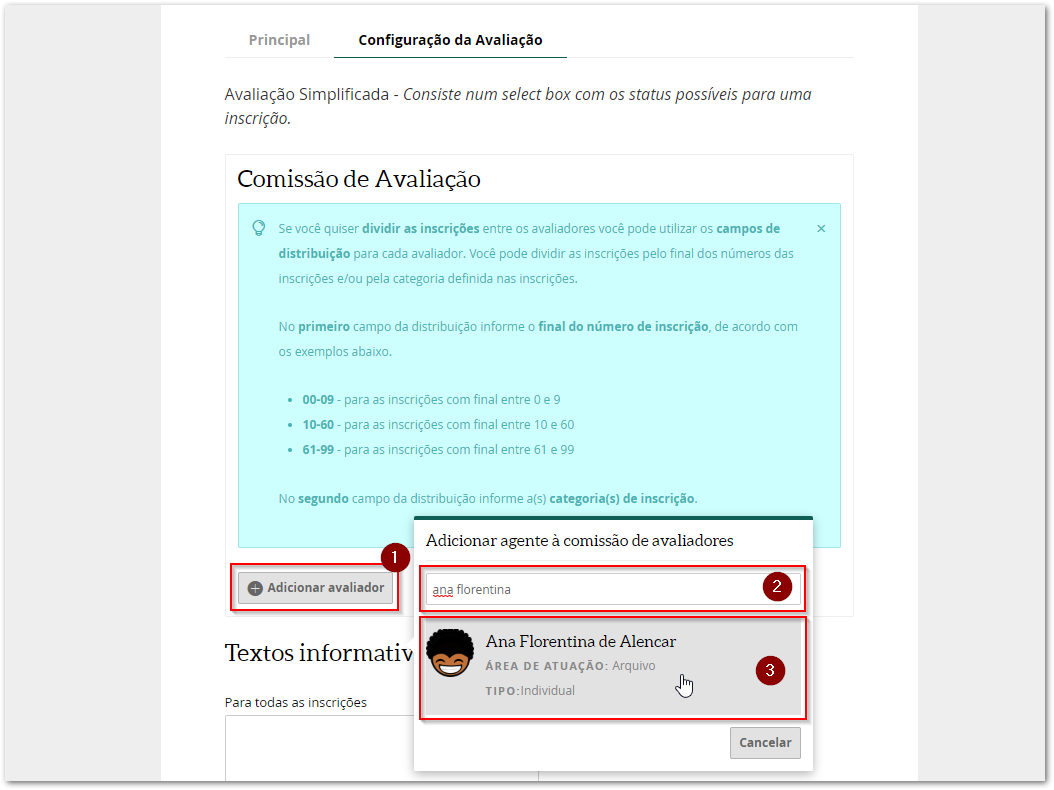 Principal
Configuração da Avaliação
Avaliação Simplificada - Consiste num select box com os status possíveis para uma
inscrição.
Comissão de Avaliação
Se você quiser dividir as inscrições entre os avaliadores você pode utilizar os campos de
distribuição para cada avaliador. Você pode dividir as inscrições pelo final dos números das
inscrições e/ou pela categoria definida nas inscrições.
No primeiro campo da distribuição informe o final do número de inscrição, de acordo com
os exemplos abaixo.
00-09 - para as inscrições com final entre 0 e 9
10-60 - para as inscrições com final entre 10 e 60
61-99 - para as inscrições com final entre 61 e 99
No segundo campo da distribuição informe a(s) categoria(s) de inscrição.
1
Adicionar avaliador
Adicionar agente à comissão de avaliadores
ana florentina
2
Ana Florentina de Alencar
ÁREA DE ATUAÇÃO: Arquivo
TIPO:Individual
3
Cancelar
Textos informativ
Para todas as inscrições